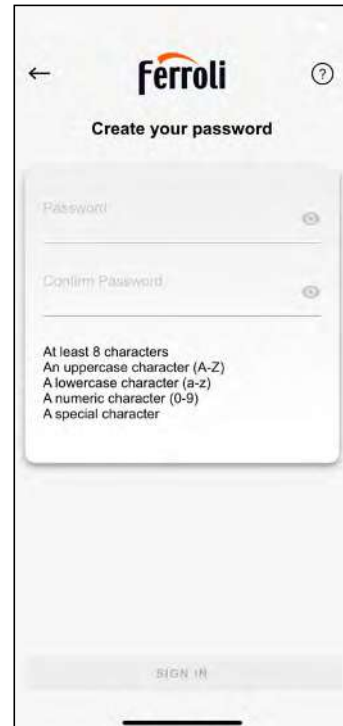 Ferroli
?
Create your password
Password
Confirm Password
At least 8 characters
An uppercase character (A-Z)
A lowercase character (a-z)
A numeric character (0-9)
A special character
SIGN IN